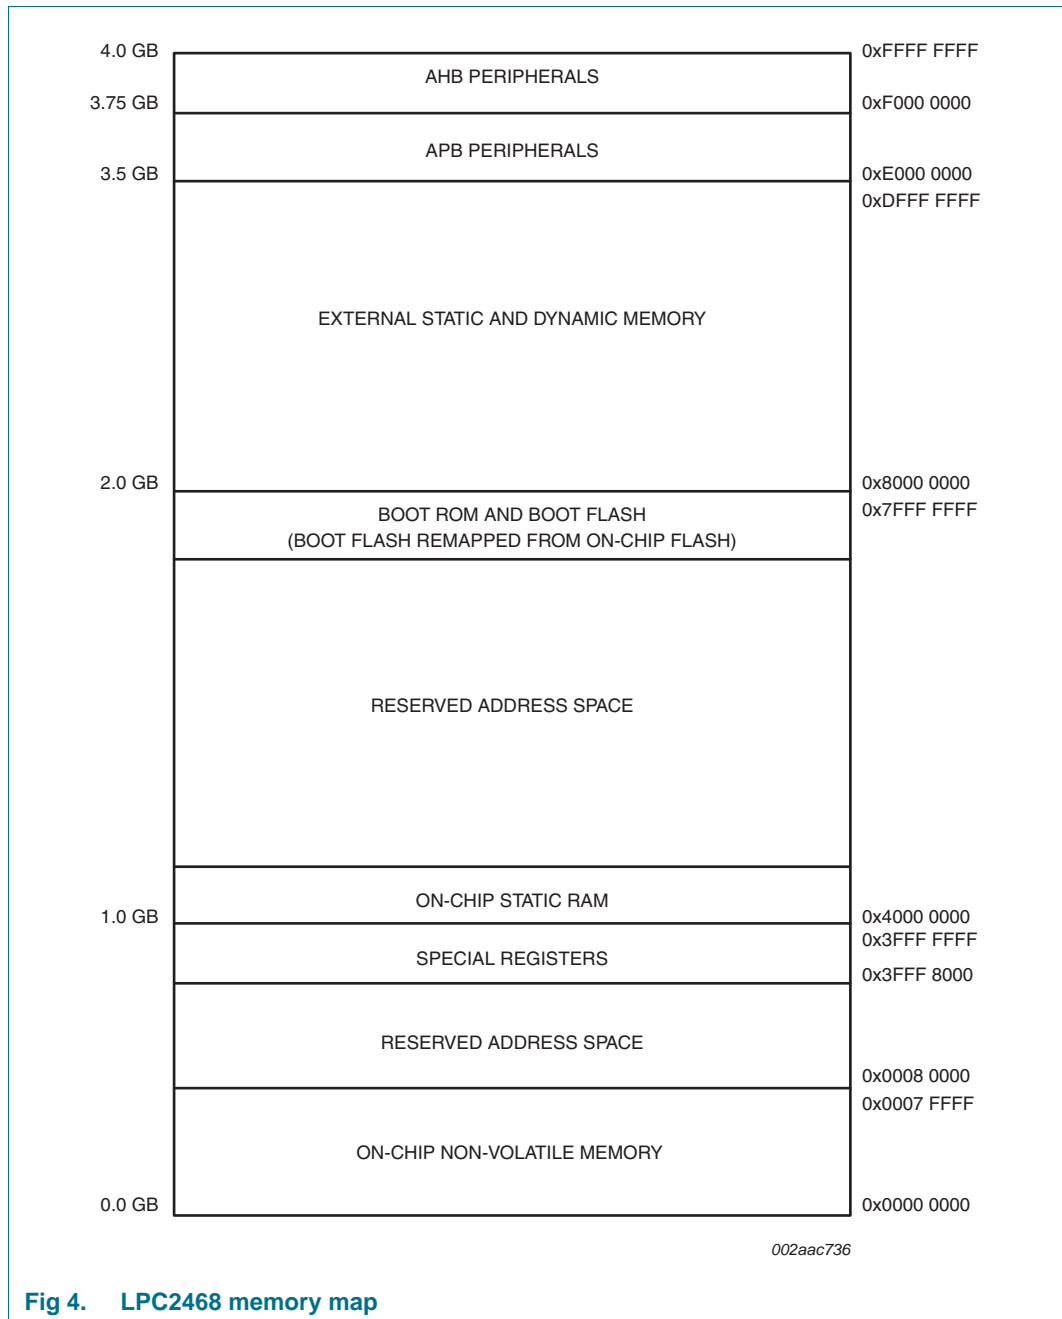 4.0 GB
0xFFFF FFFF
AHB PERIPHERALS
3.75 GB
0xF000 0000
APB PERIPHERALS
3.5 GB
0xE000 0000
0xDFFF FFFF
EXTERNAL STATIC AND DYNAMIC MEMORY
2.0 GB
0x8000 0000
0x7FFF FFFF
BOOT ROM AND BOOT FLASH
(BOOT FLASH REMAPPED FROM ON-CHIP FLASH)
RESERVED ADDRESS SPACE
ON-CHIP STATIC RAM
1.0 GB
0x4000 0000
0x3FFF FFFF
SPECIAL REGISTERS
0x3FFF 8000
RESERVED ADDRESS SPACE
0x0008 0000
0x0007 FFFF
ON-CHIP NON-VOLATILE MEMORY
0.0 GB
0x0000 0000
002aac736
Fig 4. LPC2468 memory map